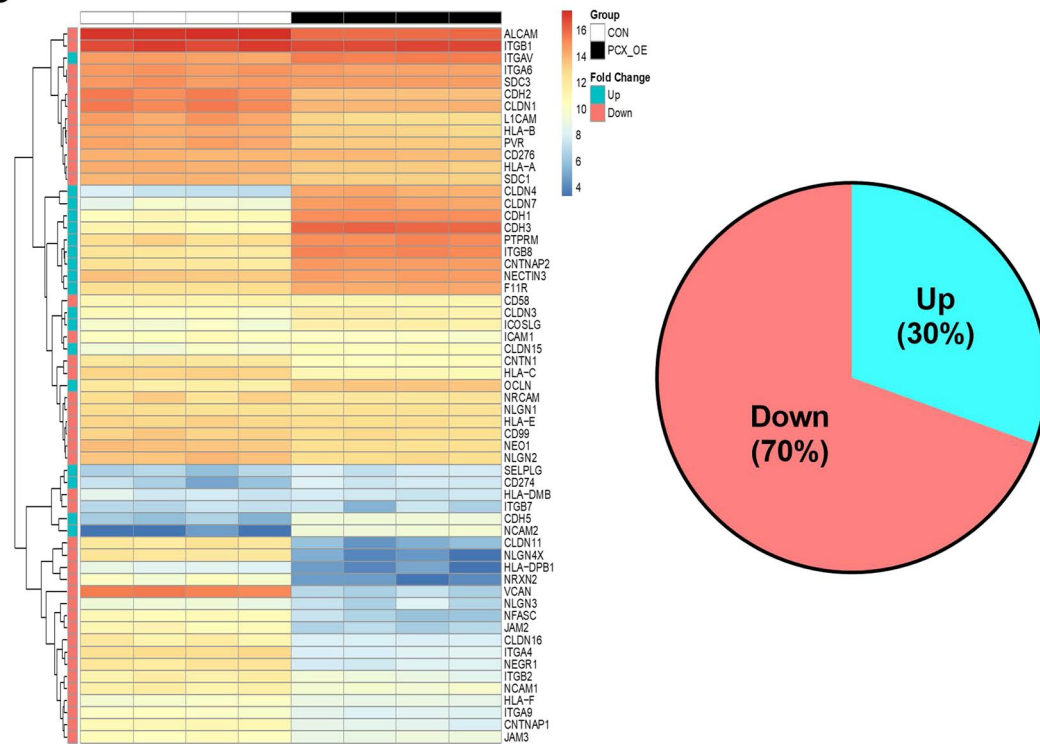 ALCAM
ITGB1
ITGAV
ITGA6
SDC3
CDH2
CLDN1
L1CAM
HLA-B
PVR
CD276
HLA-A
SDC1
CLDN4
CLDN7
CDH1
CDH3
PTPRM
ITGB8
CNTNAP2
NECTIN3
F11R
CD58
CLDN3
ICOSLG
ICAM1
CLDN15
CNTN1
HLA-C
OCLN
NRCAM
NLGN1
HLA-E
CD99
NEO1
NLGN2
SELPLG
CD274
HLA-DMB
ITGB7
CDH5
NCAM2
CLDN11
NLGN4X
HLA-DPB1
NRXN2
VCAN
NLGN3
NFASC
JAM2
CLDN16
ITGA4
NEGR1
ITGB2
NCAM1
HLA-F
ITGA9
CNTNAP1
JAM3
16
14
12
10
8
6
4
Group
CON
PCX_OE
Fold Change
Up
Down
Up
(30%)
Down
(70%)